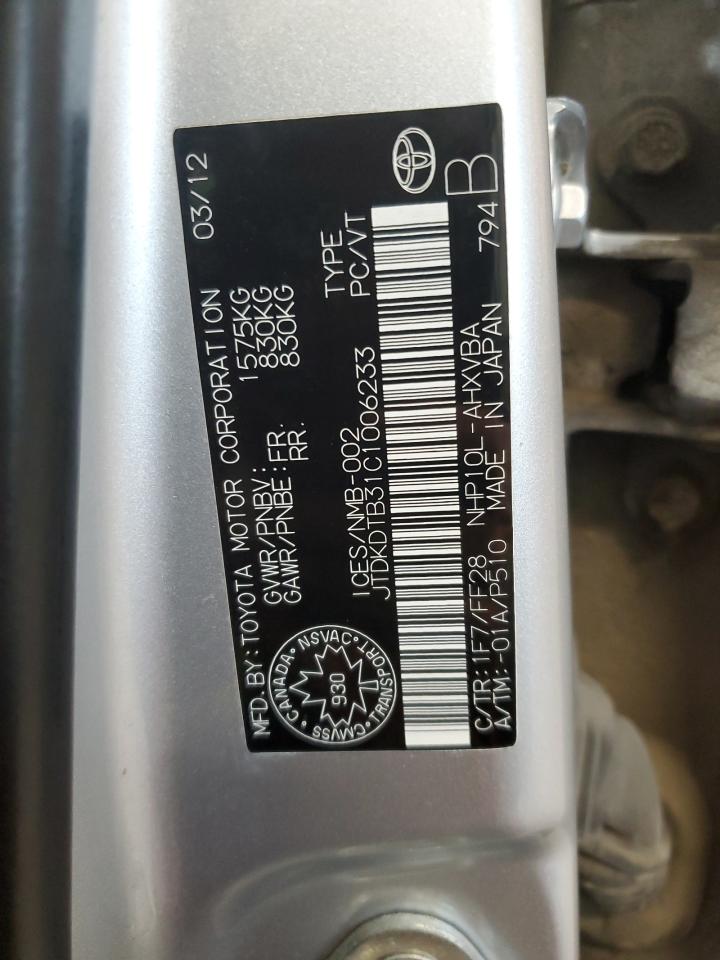 MFD. BY: TOYOTA MOTOR CORPORATION 03/12
GVWR/PNBV: 1575KG
GAWR/PNBE: FR. 830KG
RR. 830KG
CANADA • NSVAC • TRANSPORT • CMVSS
930
ICES/NMB-002 TYPE
JTDKDTB31C1006233 PC/VT
C/TR: 1F7/FF28 NHP10L-AHXVBA 794B
A/TM: -01A/P510 MADE IN JAPAN